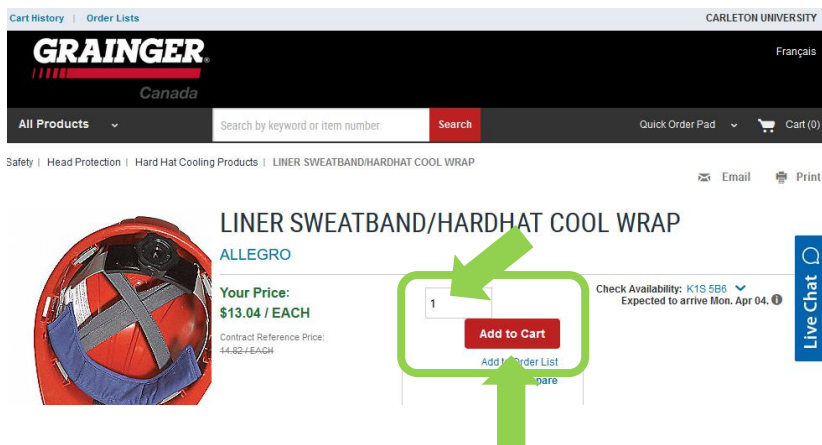 Cart History | Order Lists
CARLETON UNIVERSITY
GRAINGER®
Canada
Français
All Products
Search by keyword or item number
Search
Quick Order Pad
Cart (0)
Safety | Head Protection | Hard Hat Cooling Products | LINER SWEATBAND/HARDHAT COOL WRAP
Email
Print
LINER SWEATBAND/HARDHAT COOL WRAP
ALLEGRO
Your Price:
$13.04 / EACH
Contract Reference Price:
14.82 / EACH
1
Add to Cart
Add to Order List
Check Availability: K1S 5B6
Expected to arrive Mon. Apr 04.
Live Chat